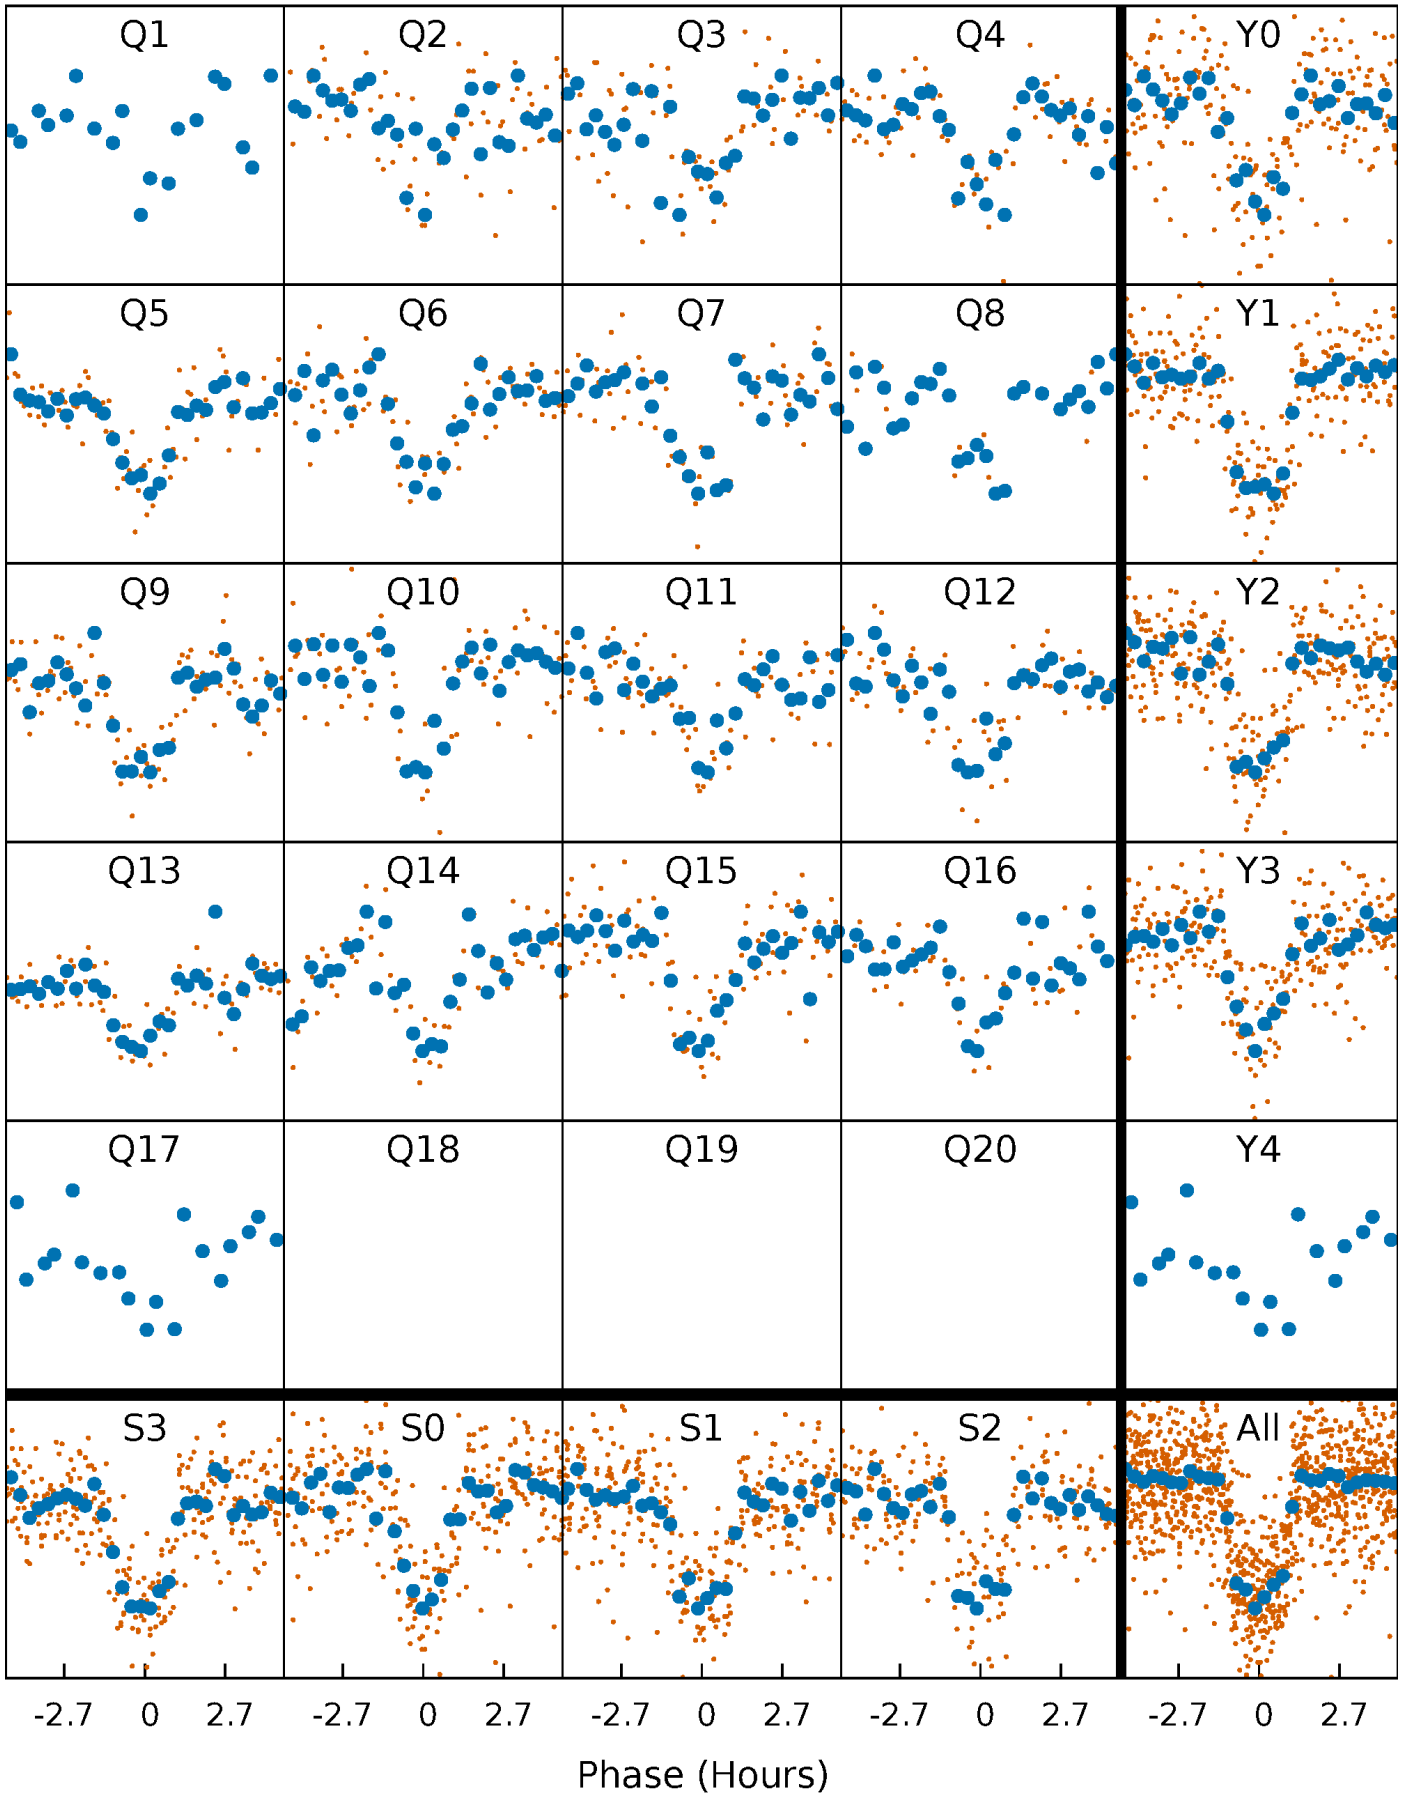 Q1 Q2 Q3 Q4 Y0
Q5 Q6 Q7 Q8 Y1
Q9 Q10 Q11 Q12 Y2
Q13 Q14 Q15 Q16 Y3
Q17 Q18 Q19 Q20 Y4
S3 S0 S1 S2 All
-2.7 0 2.7 -2.7 0 2.7 -2.7 0 2.7 -2.7 0 2.7 -2.7 0 2.7
Phase (Hours)